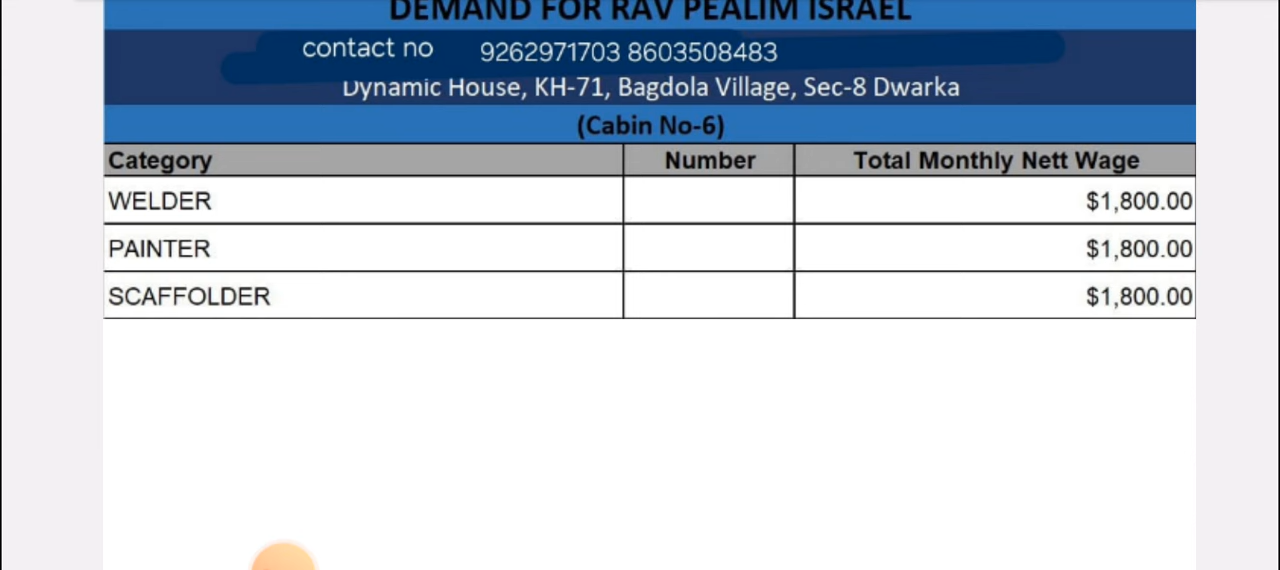 DEMAND FOR RAV PEALIM ISRAEL
contact no 9262971703 8603508483
Dynamic House, KH-71, Bagdola Village, Sec-8 Dwarka
(Cabin No-6)
Category Number Total Monthly Nett Wage
WELDER $1,800.00
PAINTER $1,800.00
SCAFFOLDER $1,800.00